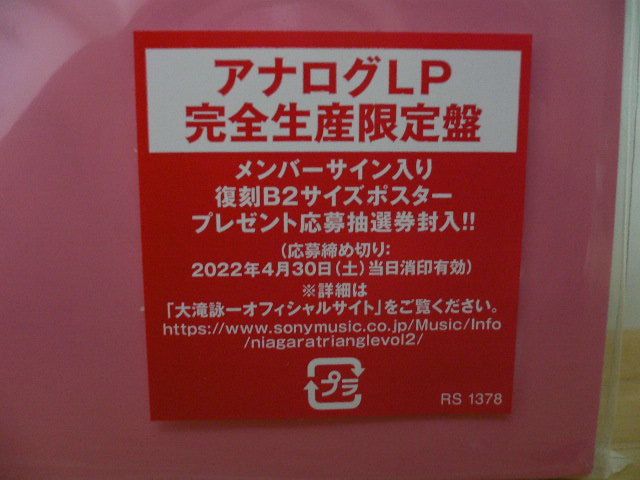 アナログLP
完全生産限定盤
メンバーサイン入り
復刻B2サイズポスター
プレゼント応募抽選券封入!!
(応募締め切り:
2022年4月30日(土)当日消印有効)
※詳細は
「大滝詠一オフィシャルサイト」をご覧ください。
https://www.sonymusic.co.jp/Music/Info
/niagaratrianglevol2/
プラ
RS 1378